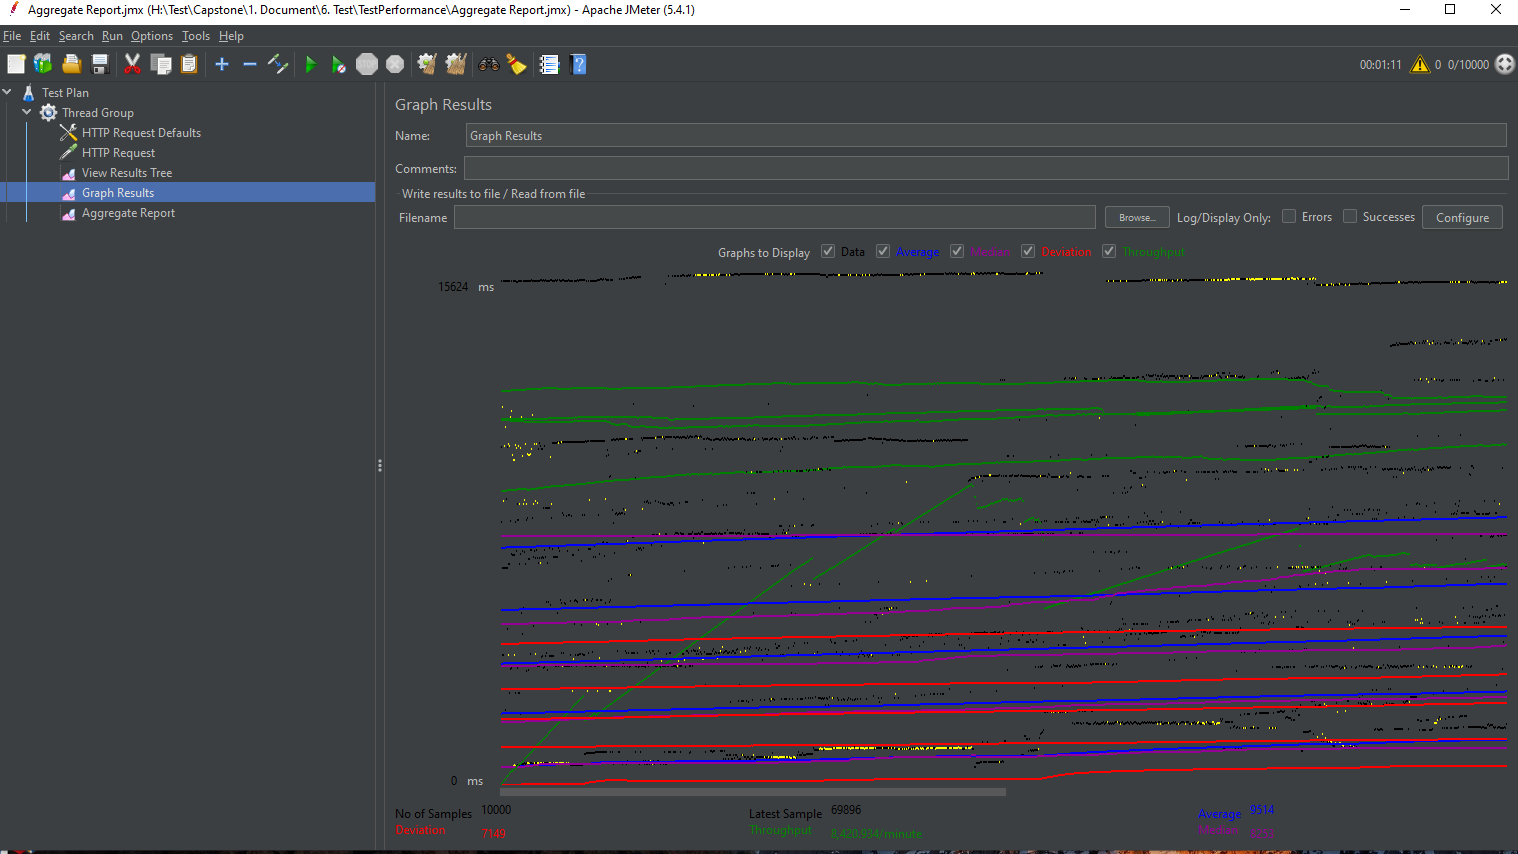 Aggregate Report.jmx (H:\Test\Capstone\1. Document\6. Test\TestPerformance\Aggregate Report.jmx) - Apache JMeter (5.4.1)
File Edit Search Run Options Tools Help
STOP
00:01:11 0 0/10000
Test Plan
Thread Group
HTTP Request Defaults
HTTP Request
View Results Tree
Graph Results
Aggregate Report
Graph Results
Name: Graph Results
Comments:
Write results to file / Read from file
Filename Browse... Log/Display Only: Errors Successes Configure
Graphs to Display Data Average Median Deviation Throughput
15624 ms
0 ms
No of Samples 10000 Latest Sample 69896 Average 9514
Deviation 7149 Throughput 8,420.934/minute Median